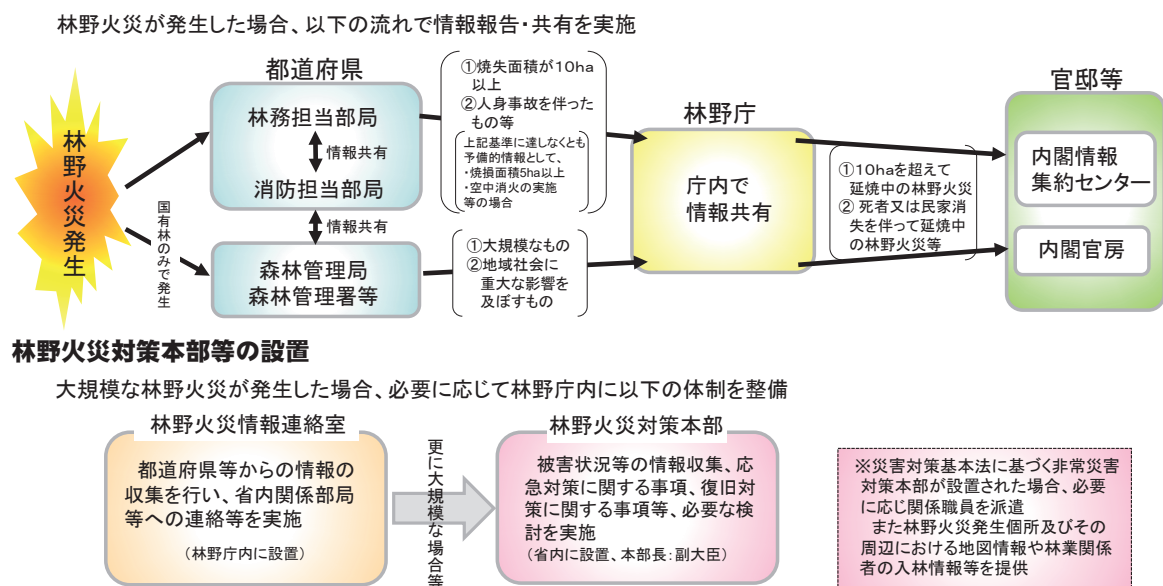 林野火災が発生した場合、以下の流れで情報報告・共有を実施
林野火災発生
国有林のみで発生
都道府県
林務担当部局
情報共有
消防担当部局
情報共有
森林管理局
森林管理署等
①焼失面積が10ha
以上
②人身事故を伴った
もの等
上記基準に達しなくとも
予備的情報として、
・焼損面積5ha以上
・空中消火の実施
等の場合
①大規模なもの
②地域社会に
重大な影響を
及ぼすもの
林野庁
庁内で
情報共有
①10haを超えて
延焼中の林野火災
② 死者又は民家消
失を伴って延焼中
の林野火災等
官邸等
内閣情報
集約センター
内閣官房
林野火災対策本部等の設置
大規模な林野火災が発生した場合、必要に応じて林野庁内に以下の体制を整備
林野火災情報連絡室
都道府県等からの情報の
収集を行い、省内関係部局
等への連絡等を実施
（林野庁内に設置）
更に大規模な場合等
林野火災対策本部
被害状況等の情報収集、応
急対策に関する事項、復旧対
策に関する事項等、必要な検
討を実施
（省内に設置、本部長：副大臣）
※災害対策基本法に基づく非常災害
対策本部が設置された場合、必要
に応じ関係職員を派遣
また林野火災発生個所及びその
周辺における地図情報や林業関係
者の入林情報等を提供